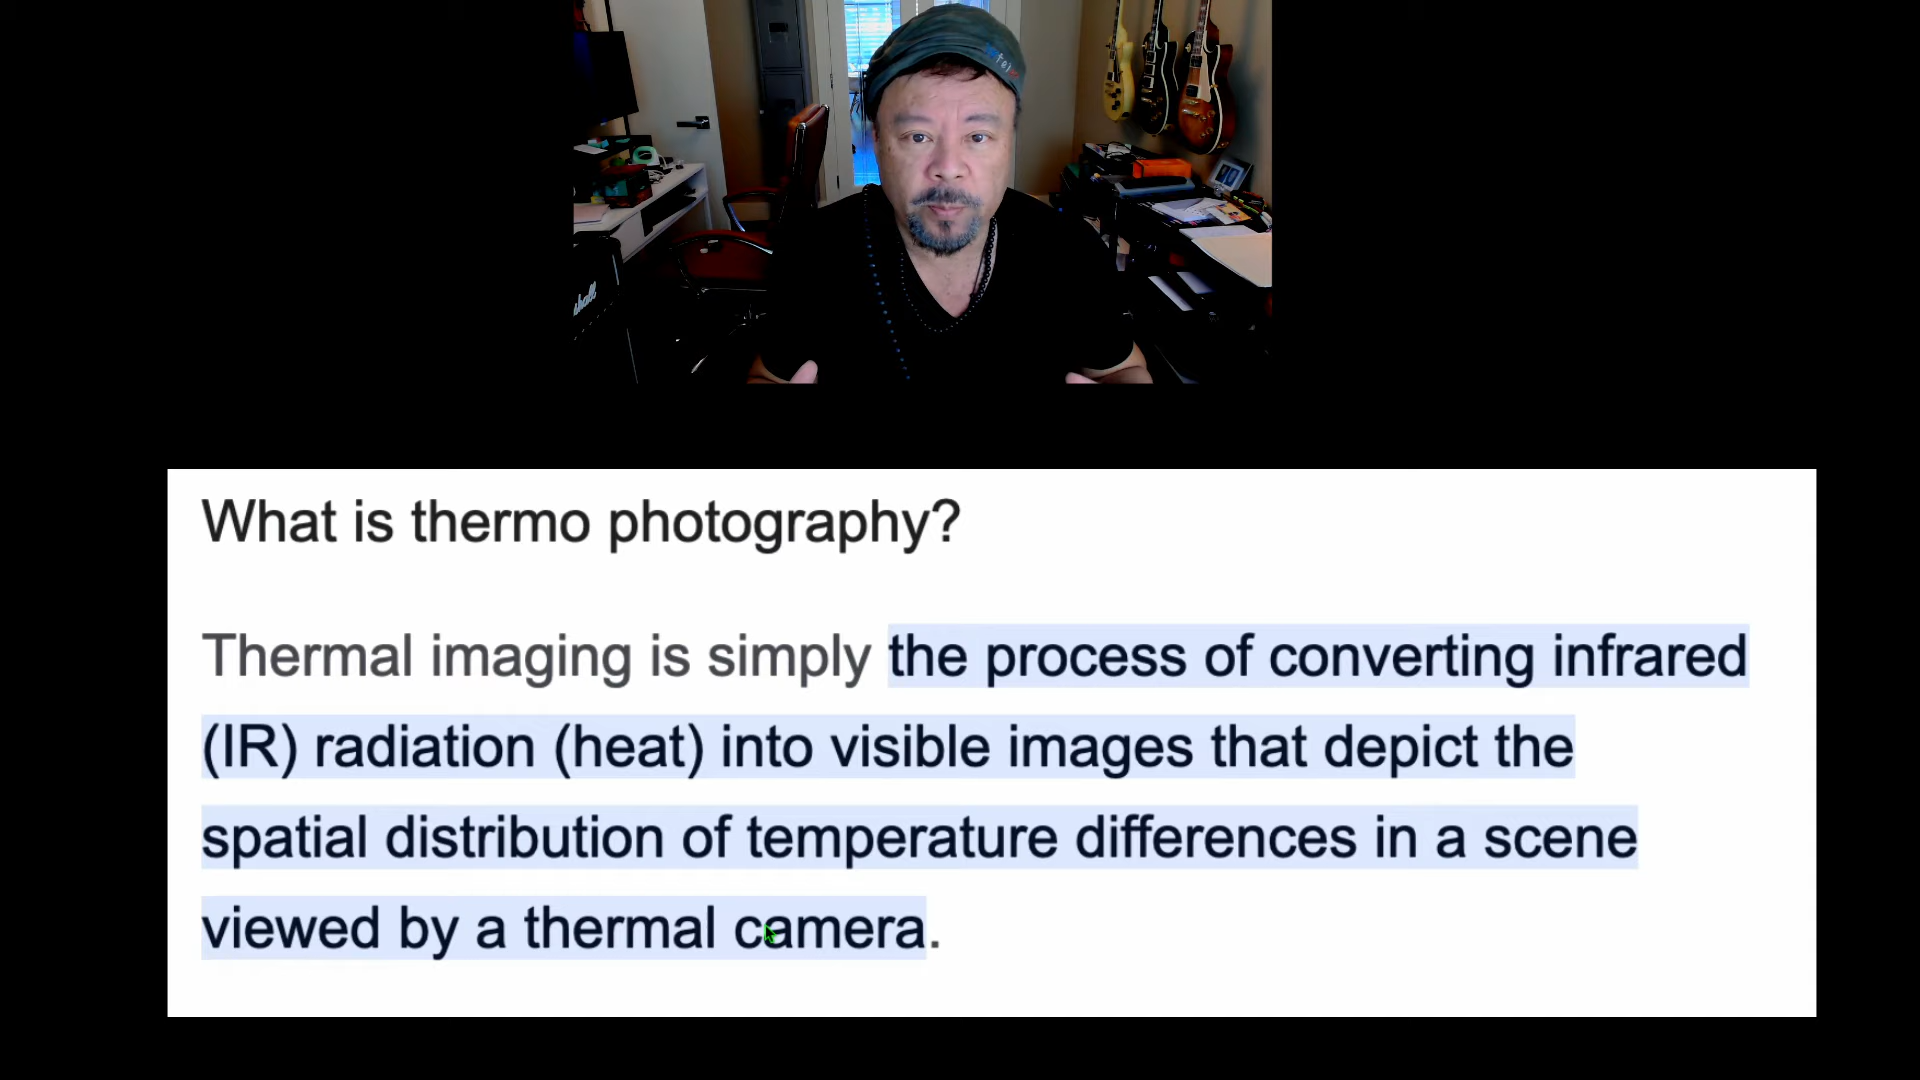 What is thermo photography?
Thermal imaging is simply the process of converting infrared
(IR) radiation (heat) into visible images that depict the
spatial distribution of temperature differences in a scene
viewed by a thermal camera.